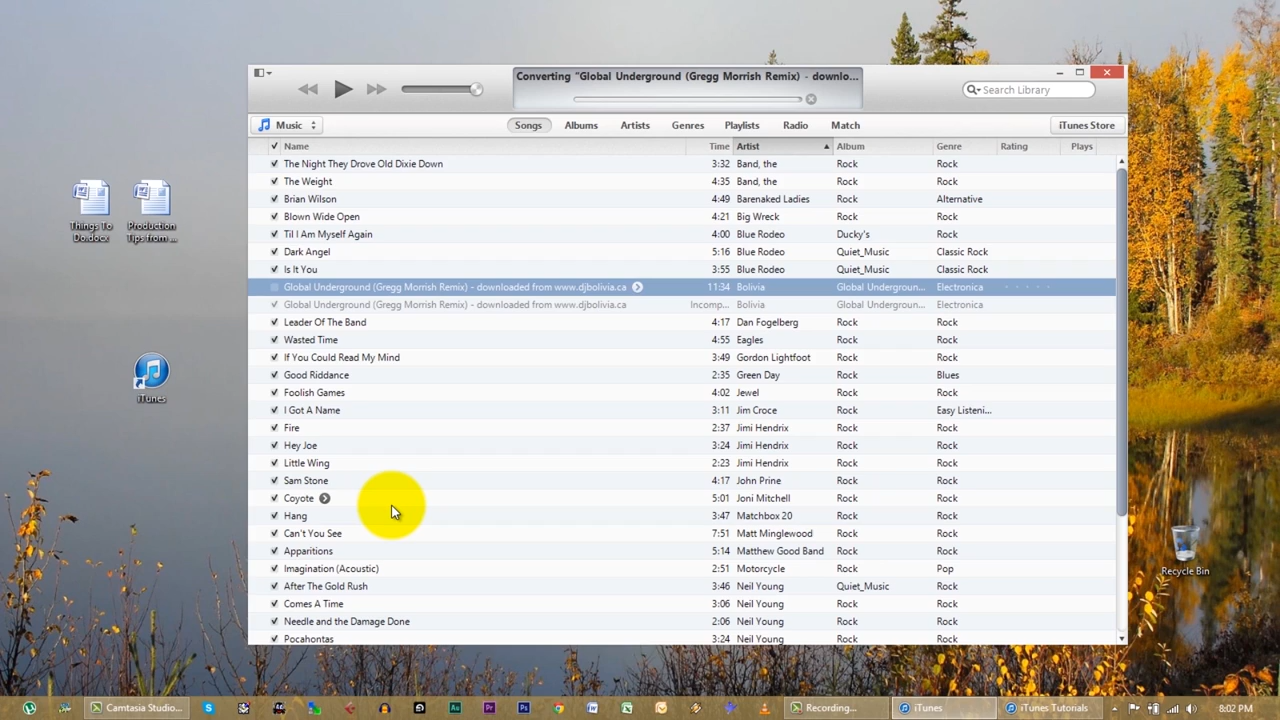 Converting "Global Underground (Gregg Morrish Remix) - downlo...
Search Library
Music
Songs Albums Artists Genres Playlists Radio Match
iTunes Store
Name Time Artist Album Genre Rating Plays
The Night They Drove Old Dixie Down 3:32 Band, the Rock Rock
The Weight 4:35 Band, the Rock Rock
Brian Wilson 4:49 Barenaked Ladies Rock Alternative
Blown Wide Open 4:21 Big Wreck Rock Rock
Til I Am Myself Again 4:00 Blue Rodeo Ducky's Rock
Dark Angel 5:16 Blue Rodeo Quiet_Music Classic Rock
Is It You 3:55 Blue Rodeo Quiet_Music Classic Rock
Global Underground (Gregg Morrish Remix) - downloaded from www.djbolivia.ca 11:34 Bolivia Global Undergroun... Electronica
Global Underground (Gregg Morrish Remix) - downloaded from www.djbolivia.ca Incomp... Bolivia Global Undergroun... Electronica
Leader Of The Band 4:17 Dan Fogelberg Rock Rock
Wasted Time 4:55 Eagles Rock Rock
If You Could Read My Mind 3:49 Gordon Lightfoot Rock Rock
Good Riddance 2:35 Green Day Rock Blues
Foolish Games 4:12 Jewel Rock Rock
I Got A Name 3:11 Jim Croce Rock Easy Listeni...
Fire 2:37 Jimi Hendrix Rock Rock
Hey Joe 3:24 Jimi Hendrix Rock Rock
Little Wing 2:23 Jimi Hendrix Rock Rock
Sam Stone 4:17 John Prine Rock Rock
Coyote 5:01 Joni Mitchell Rock Rock
Hang 3:47 Matchbox 20 Rock Rock
Can't You See 7:51 Matt Minglewood Rock Rock
Apparitions 5:14 Matthew Good Band Rock Rock
Imagination (Acoustic) 2:51 Motorcycle Rock Pop
After The Gold Rush 3:46 Neil Young Quiet_Music Rock
Comes A Time 3:06 Neil Young Rock Rock
Needle and the Damage Done 2:06 Neil Young Rock Rock
Pocahontas 3:24 Neil Young Rock Rock
Things To
Do.docx
Production
Tips from ...
iTunes
Recycle Bin
Camtasia Studio... Recording... iTunes iTunes Tutorials 8:02 PM